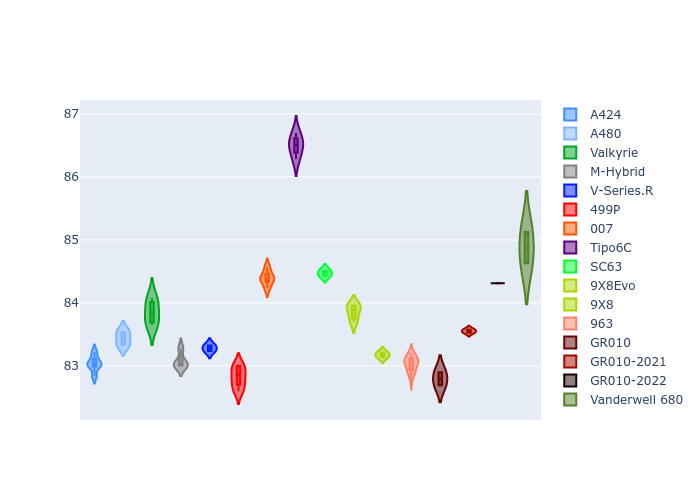 87
86
85
84
83
A424
A480
Valkyrie
M-Hybrid
V-Series.R
499P
007
Tipo6C
SC63
9X8Evo
9X8
963
GR010
GR010-2021
GR010-2022
Vanderwell 680